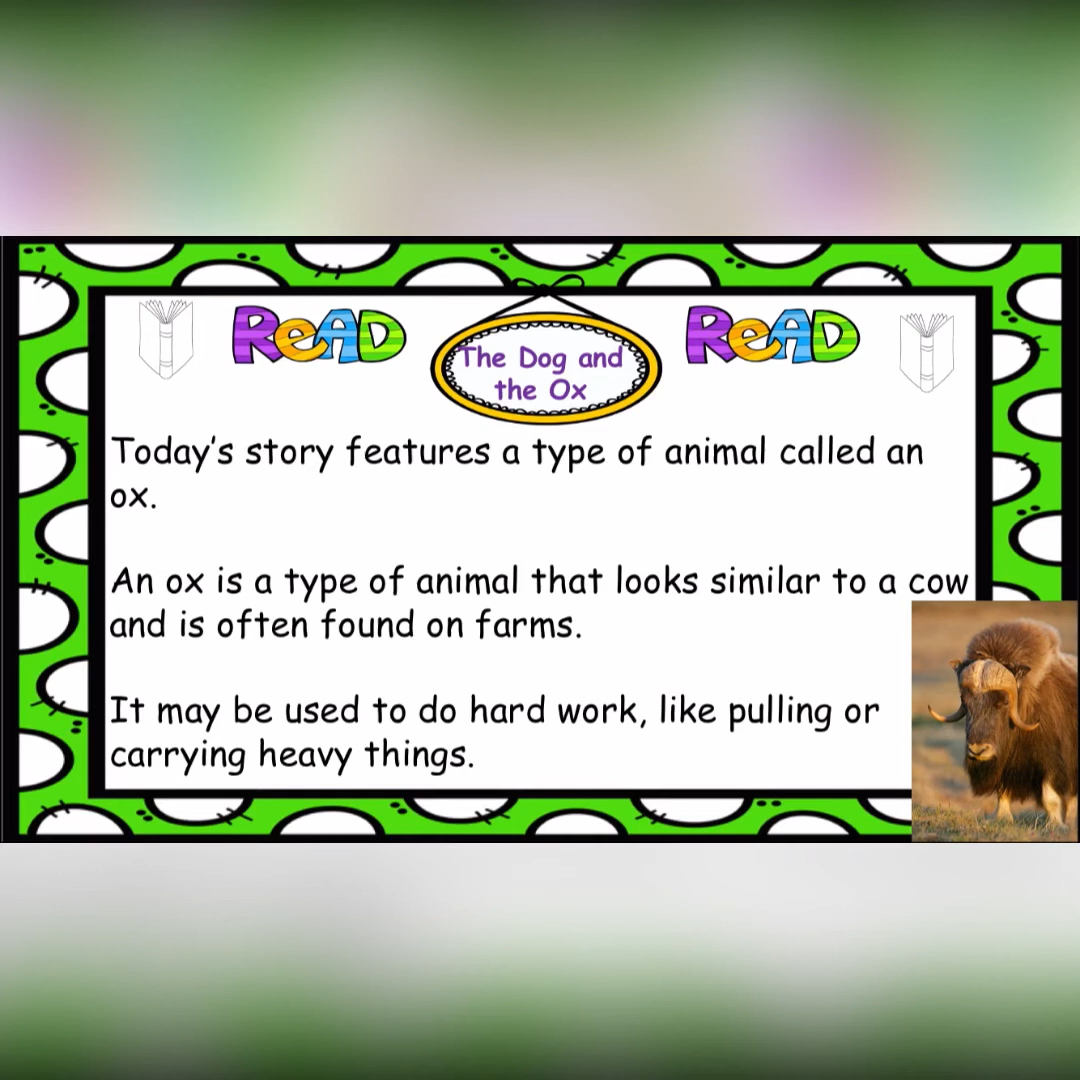 READ
The Dog and
the Ox
READ
Today's story features a type of animal called an
ox.
An ox is a type of animal that looks similar to a cow
and is often found on farms.
It may be used to do hard work, like pulling or
carrying heavy things.